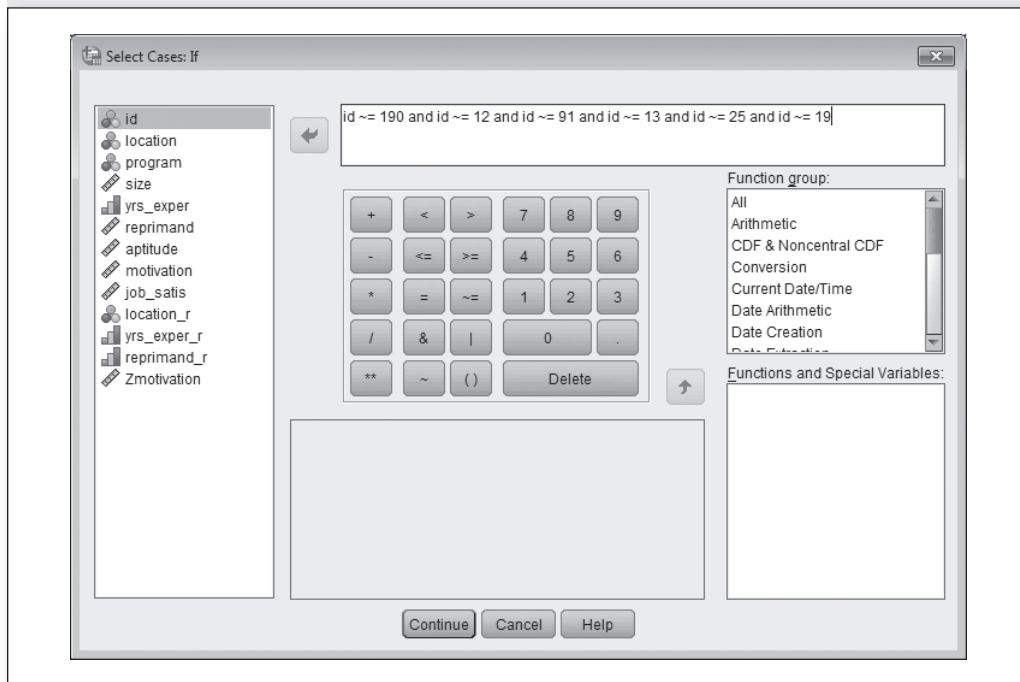 Select Cases: If
id
location
program
size
yrs_exper
reprimand
aptitude
motivation
job_satis
location_r
yrs_exper_r
reprimand_r
Zmotivation
id ~= 190 and id ~= 12 and id ~= 91 and id ~= 13 and id ~= 25 and id ~= 19
+ < > 7 8 9
- <= >= 4 5 6
* = ~= 1 2 3
/ & | 0 .
** ~ ( ) Delete
Function group:
All
Arithmetic
CDF & Noncentral CDF
Conversion
Current Date/Time
Date Arithmetic
Date Creation
Date Extraction
Functions and Special Variables:
Continue Cancel Help